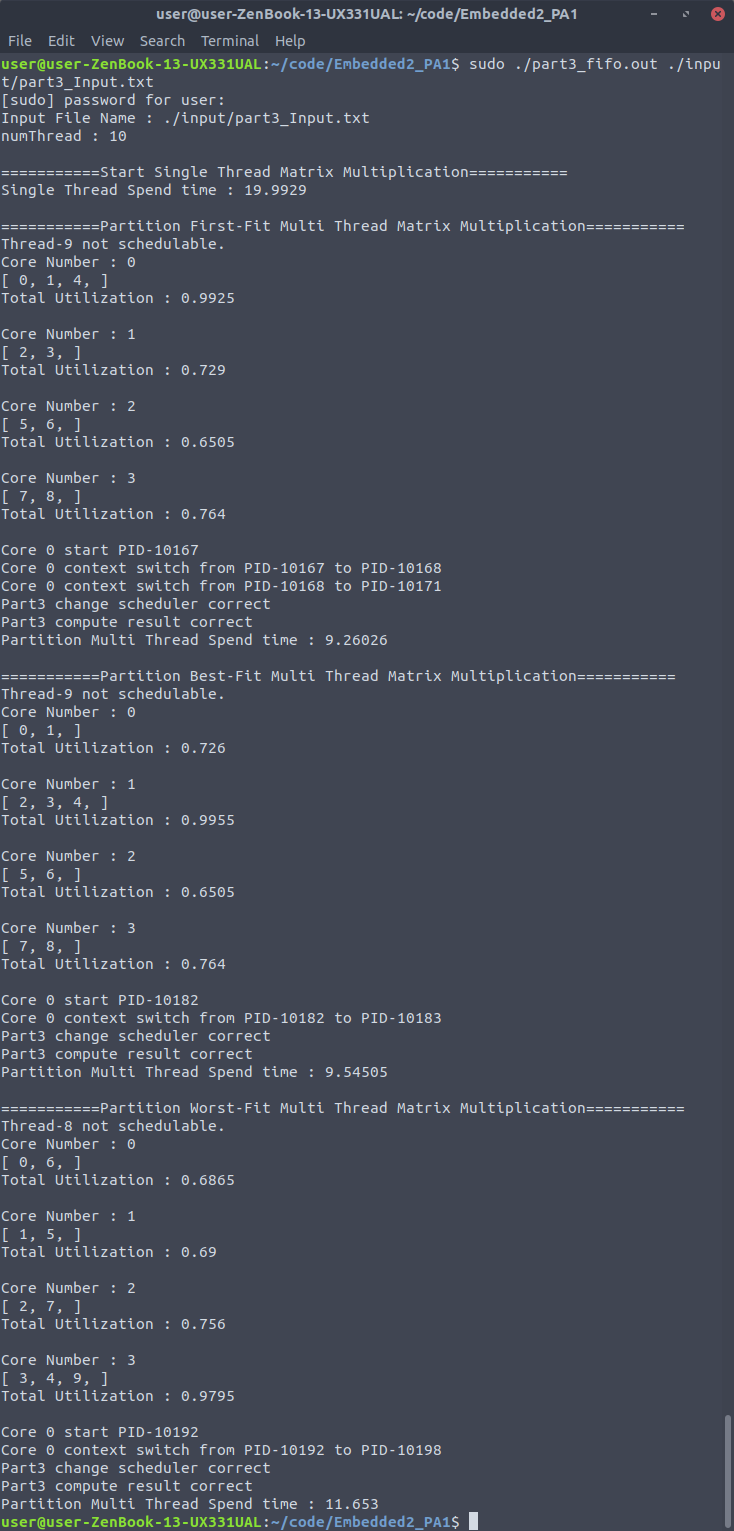 user@user-ZenBook-13-UX331UAL: ~/code/Embedded2_PA1
File Edit View Search Terminal Help
user@user-ZenBook-13-UX331UAL:~/code/Embedded2_PA1$ sudo ./part3_fifo.out ./inpu
t/part3_Input.txt
[sudo] password for user:
Input File Name : ./input/part3_Input.txt
numThread : 10
===========Start Single Thread Matrix Multiplication===========
Single Thread Spend time : 19.9929
===========Partition First-Fit Multi Thread Matrix Multiplication===========
Thread-9 not schedulable.
Core Number : 0
[ 0, 1, 4, ]
Total Utilization : 0.9925
Core Number : 1
[ 2, 3, ]
Total Utilization : 0.729
Core Number : 2
[ 5, 6, ]
Total Utilization : 0.6505
Core Number : 3
[ 7, 8, ]
Total Utilization : 0.764
Core 0 start PID-10167
Core 0 context switch from PID-10167 to PID-10168
Core 0 context switch from PID-10168 to PID-10171
Part3 change scheduler correct
Part3 compute result correct
Partition Multi Thread Spend time : 9.26026
===========Partition Best-Fit Multi Thread Matrix Multiplication===========
Thread-9 not schedulable.
Core Number : 0
[ 0, 1, ]
Total Utilization : 0.726
Core Number : 1
[ 2, 3, 4, ]
Total Utilization : 0.9955
Core Number : 2
[ 5, 6, ]
Total Utilization : 0.6505
Core Number : 3
[ 7, 8, ]
Total Utilization : 0.764
Core 0 start PID-10182
Core 0 context switch from PID-10182 to PID-10183
Part3 change scheduler correct
Part3 compute result correct
Partition Multi Thread Spend time : 9.54505
===========Partition Worst-Fit Multi Thread Matrix Multiplication===========
Thread-8 not schedulable.
Core Number : 0
[ 0, 6, ]
Total Utilization : 0.6865
Core Number : 1
[ 1, 5, ]
Total Utilization : 0.69
Core Number : 2
[ 2, 7, ]
Total Utilization : 0.756
Core Number : 3
[ 3, 4, 9, ]
Total Utilization : 0.9795
Core 0 start PID-10192
Core 0 context switch from PID-10192 to PID-10198
Part3 change scheduler correct
Part3 compute result correct
Partition Multi Thread Spend time : 11.653
user@user-ZenBook-13-UX331UAL:~/code/Embedded2_PA1$